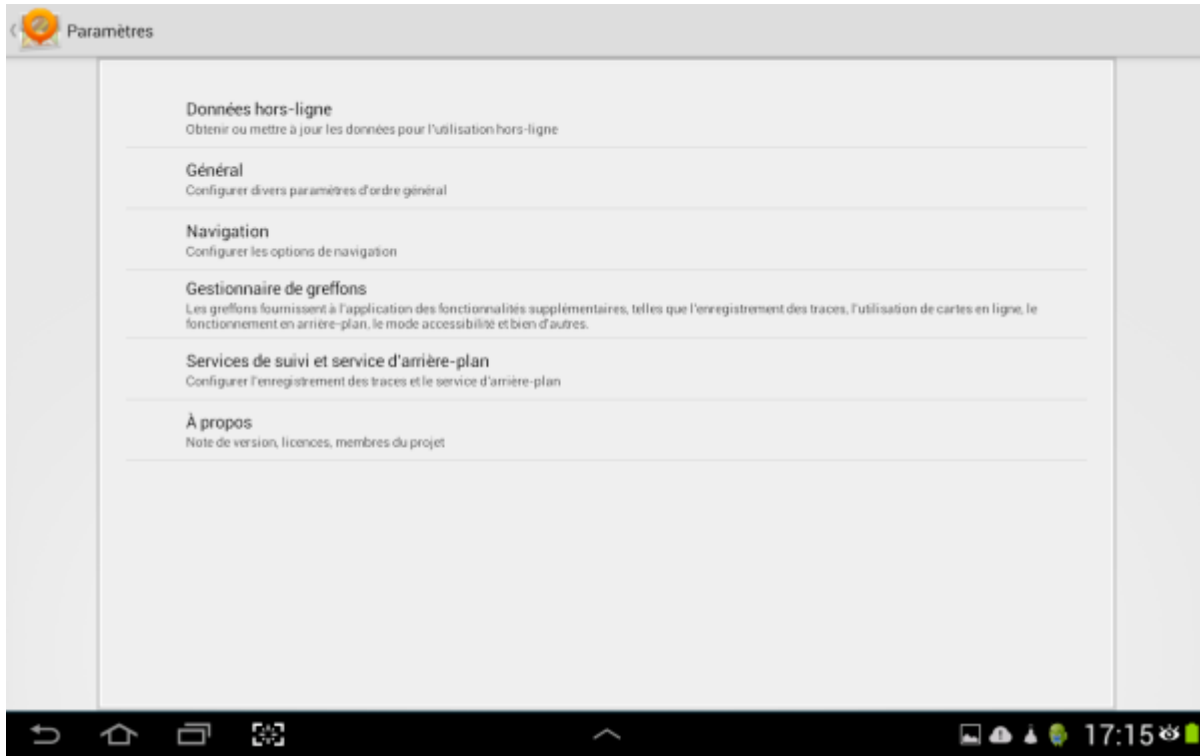 Paramètres
Données hors-ligne
Obtenir ou mettre à jour les données pour l'utilisation hors-ligne
Général
Configurer divers paramètres d'ordre général
Navigation
Configurer les options de navigation
Gestionnaire de greffons
Les greffons fournissent à l'application des fonctionnalités supplémentaires, telles que l'enregistrement des traces, l'utilisation de cartes en ligne, le
fonctionnement en arrière-plan, le mode accessibilité et bien d'autres.
Services de suivi et service d'arrière-plan
Configurer l'enregistrement des traces et le service d'arrière-plan
À propos
Note de version, licences, membres du projet
17:15